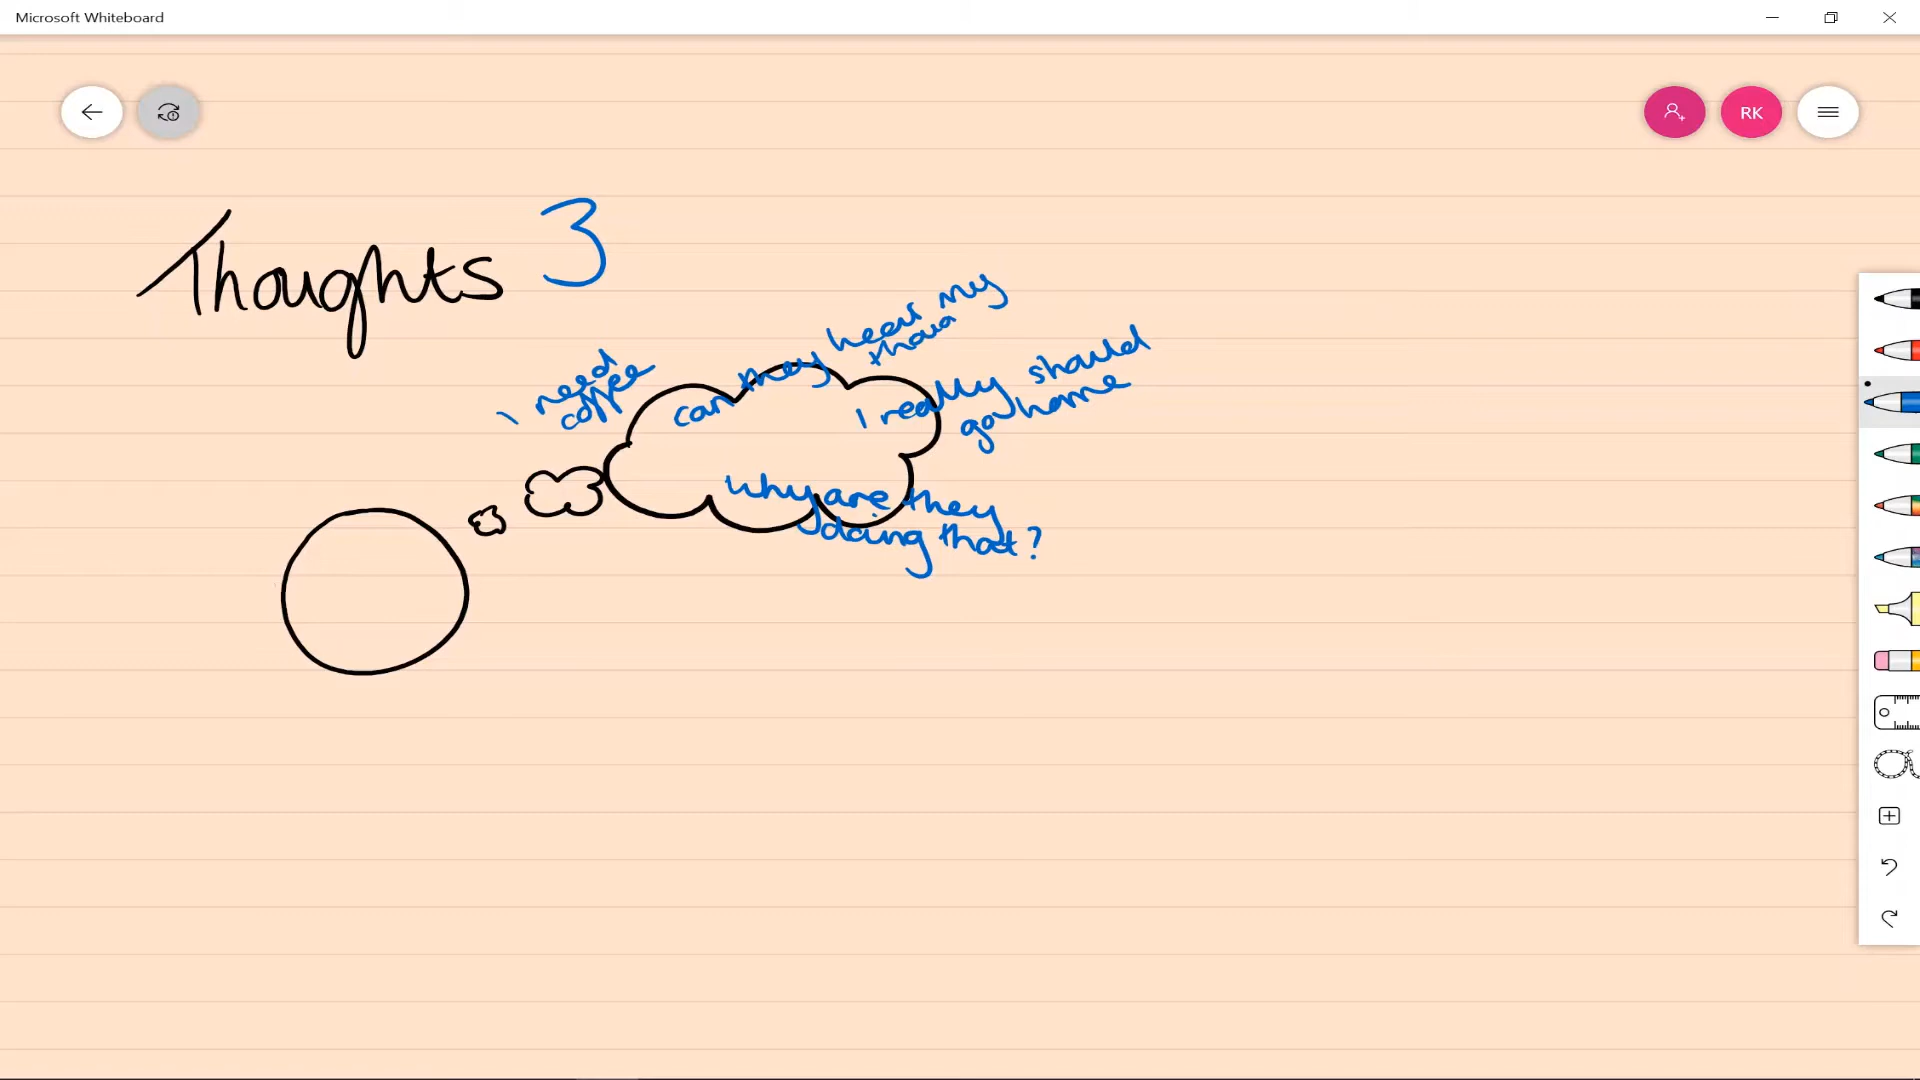 Microsoft Whiteboard
RK
Thoughts 3
I need
coffee
can they hear my
I really should
go home
why are they
doing that?